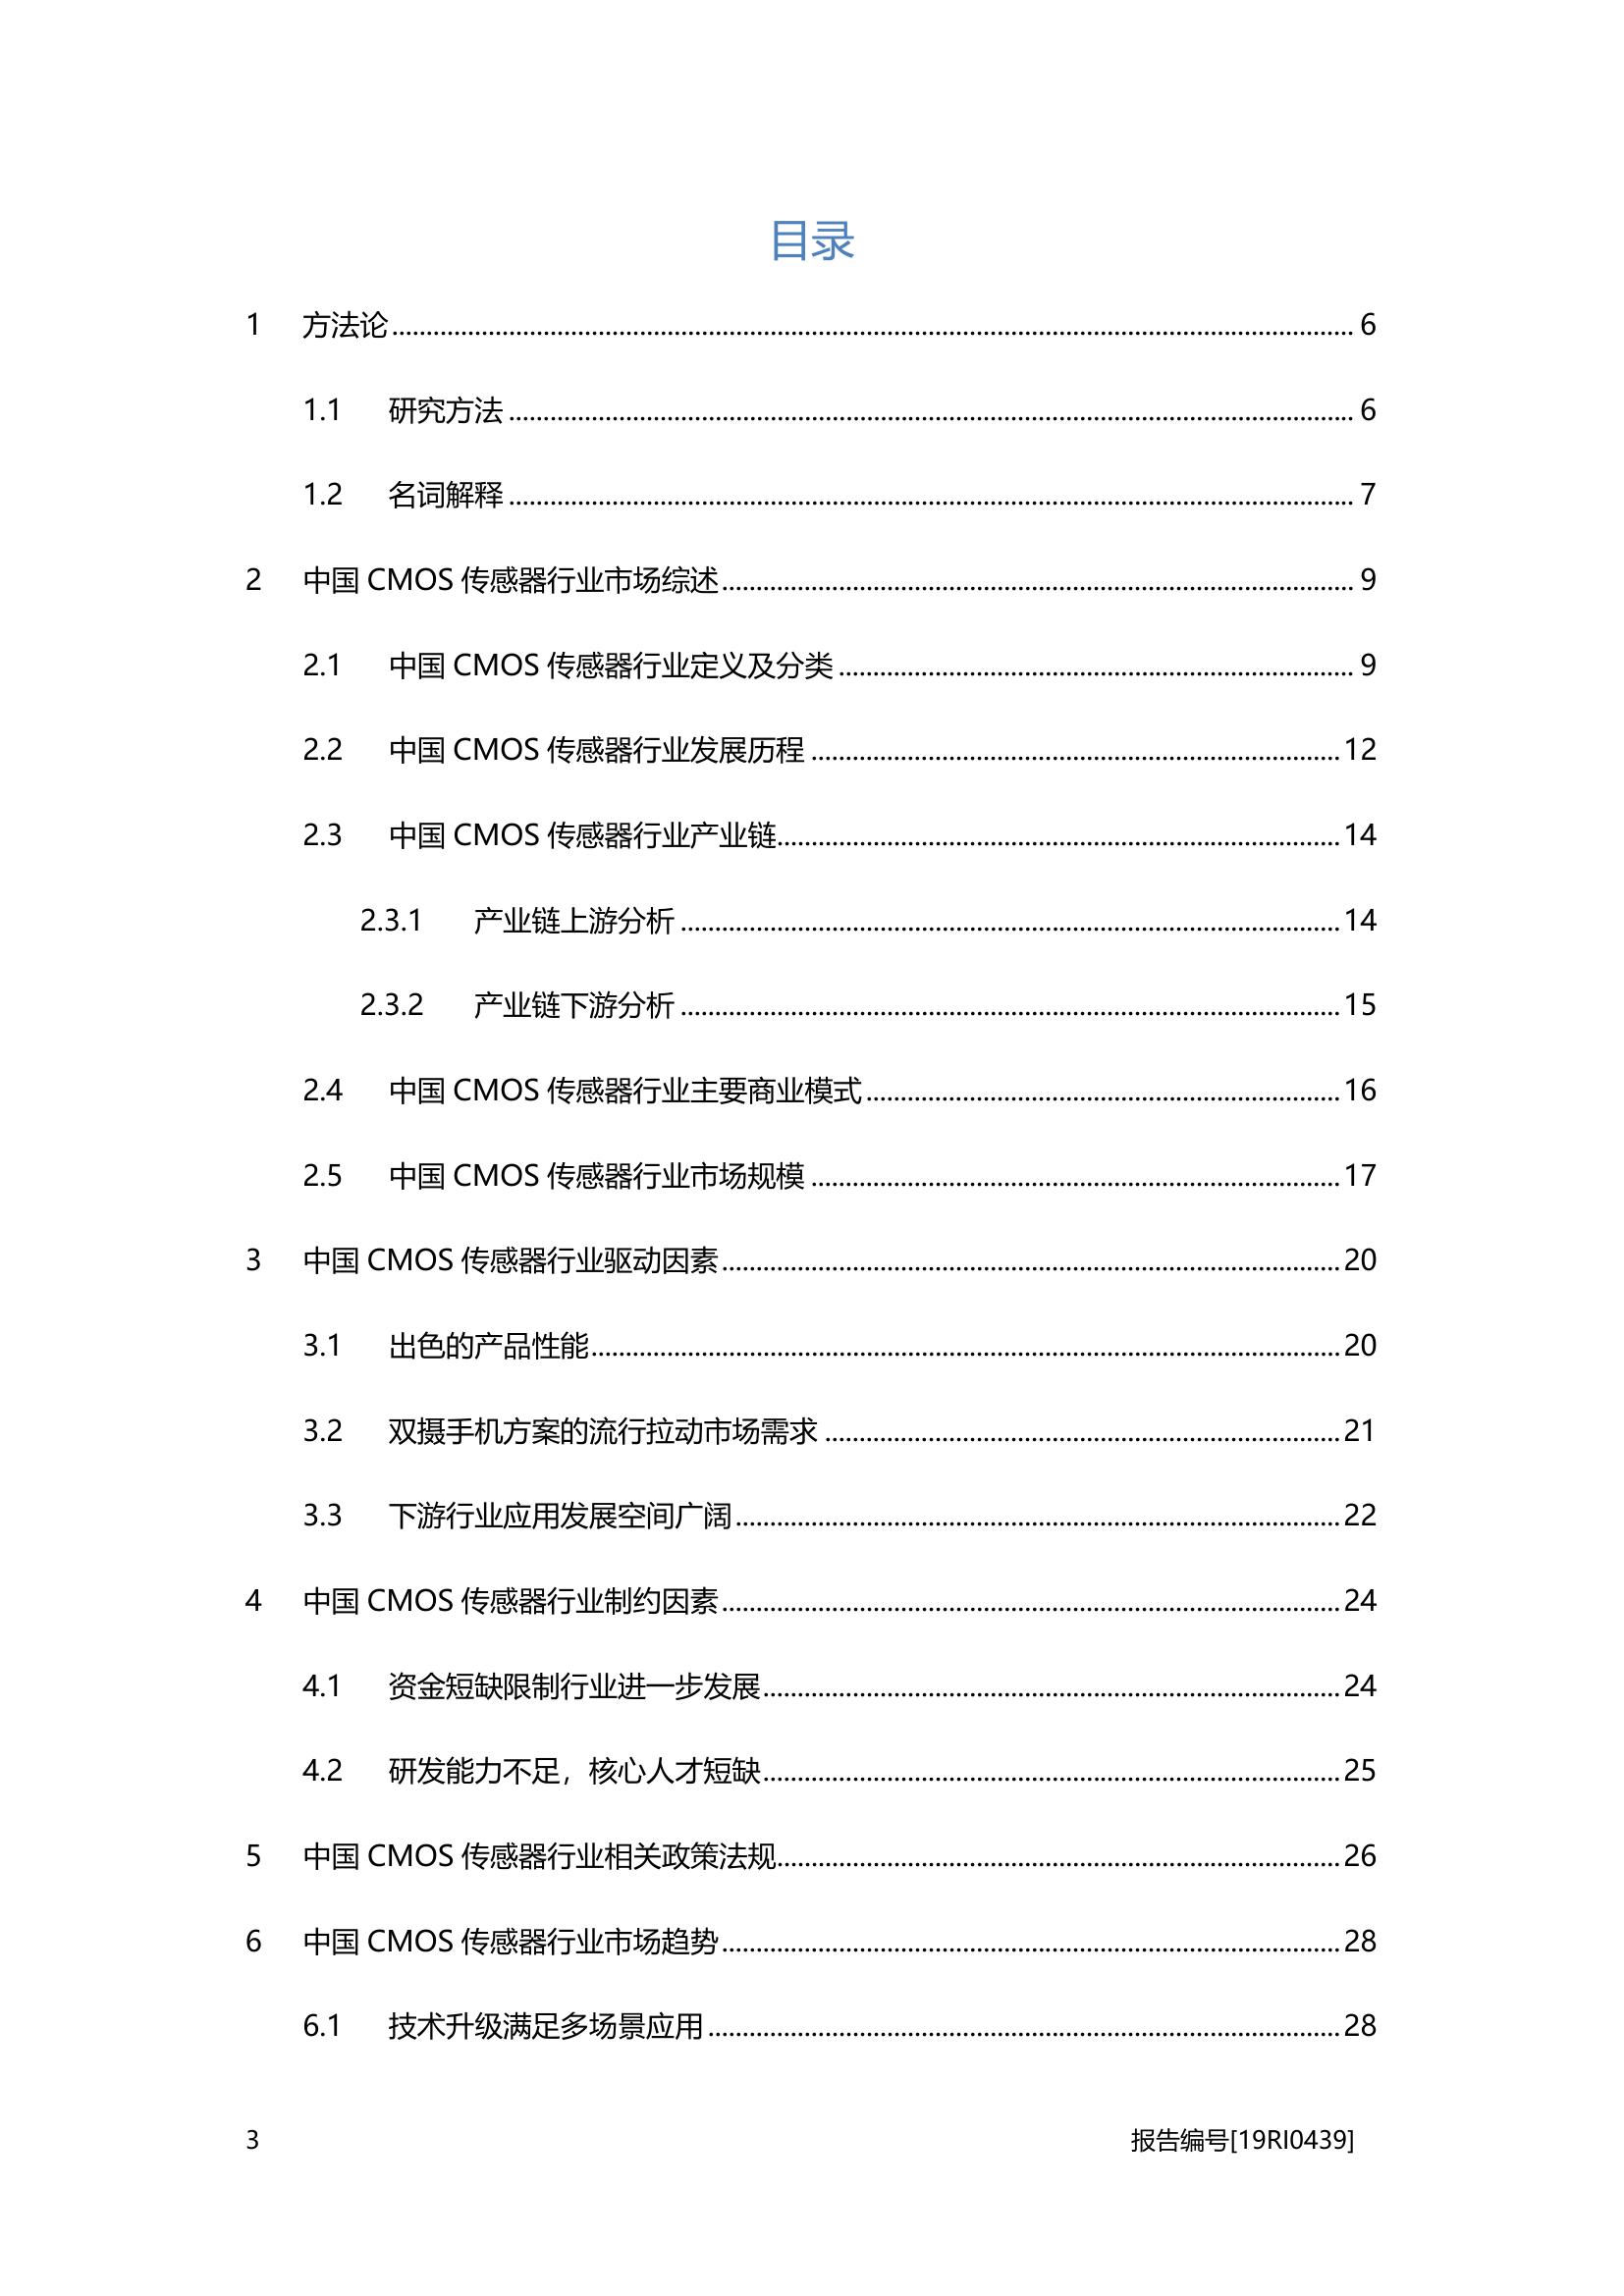 目录
1 方法论 6
1.1 研究方法 6
1.2 名词解释 7
2 中国 CMOS 传感器行业市场综述 9
2.1 中国 CMOS 传感器行业定义及分类 9
2.2 中国 CMOS 传感器行业发展历程 12
2.3 中国 CMOS 传感器行业产业链 14
2.3.1 产业链上游分析 14
2.3.2 产业链下游分析 15
2.4 中国 CMOS 传感器行业主要商业模式 16
2.5 中国 CMOS 传感器行业市场规模 17
3 中国 CMOS 传感器行业驱动因素 20
3.1 出色的产品性能 20
3.2 双摄手机方案的流行拉动市场需求 21
3.3 下游行业应用发展空间广阔 22
4 中国 CMOS 传感器行业制约因素 24
4.1 资金短缺限制行业进一步发展 24
4.2 研发能力不足，核心人才短缺 25
5 中国 CMOS 传感器行业相关政策法规 26
6 中国 CMOS 传感器行业市场趋势 28
6.1 技术升级满足多场景应用 28
3 报告编号[19RI0439]